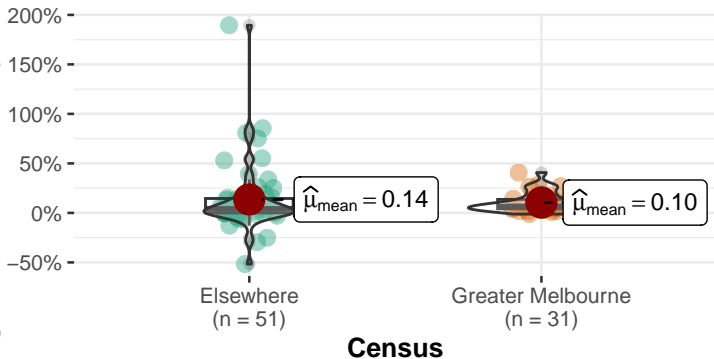 200%
150%
100%
50%
0%
−50%
μ̂mean = 0.14
μ̂mean = 0.10
Elsewhere
(n = 51)
Greater Melbourne
(n = 31)
Census